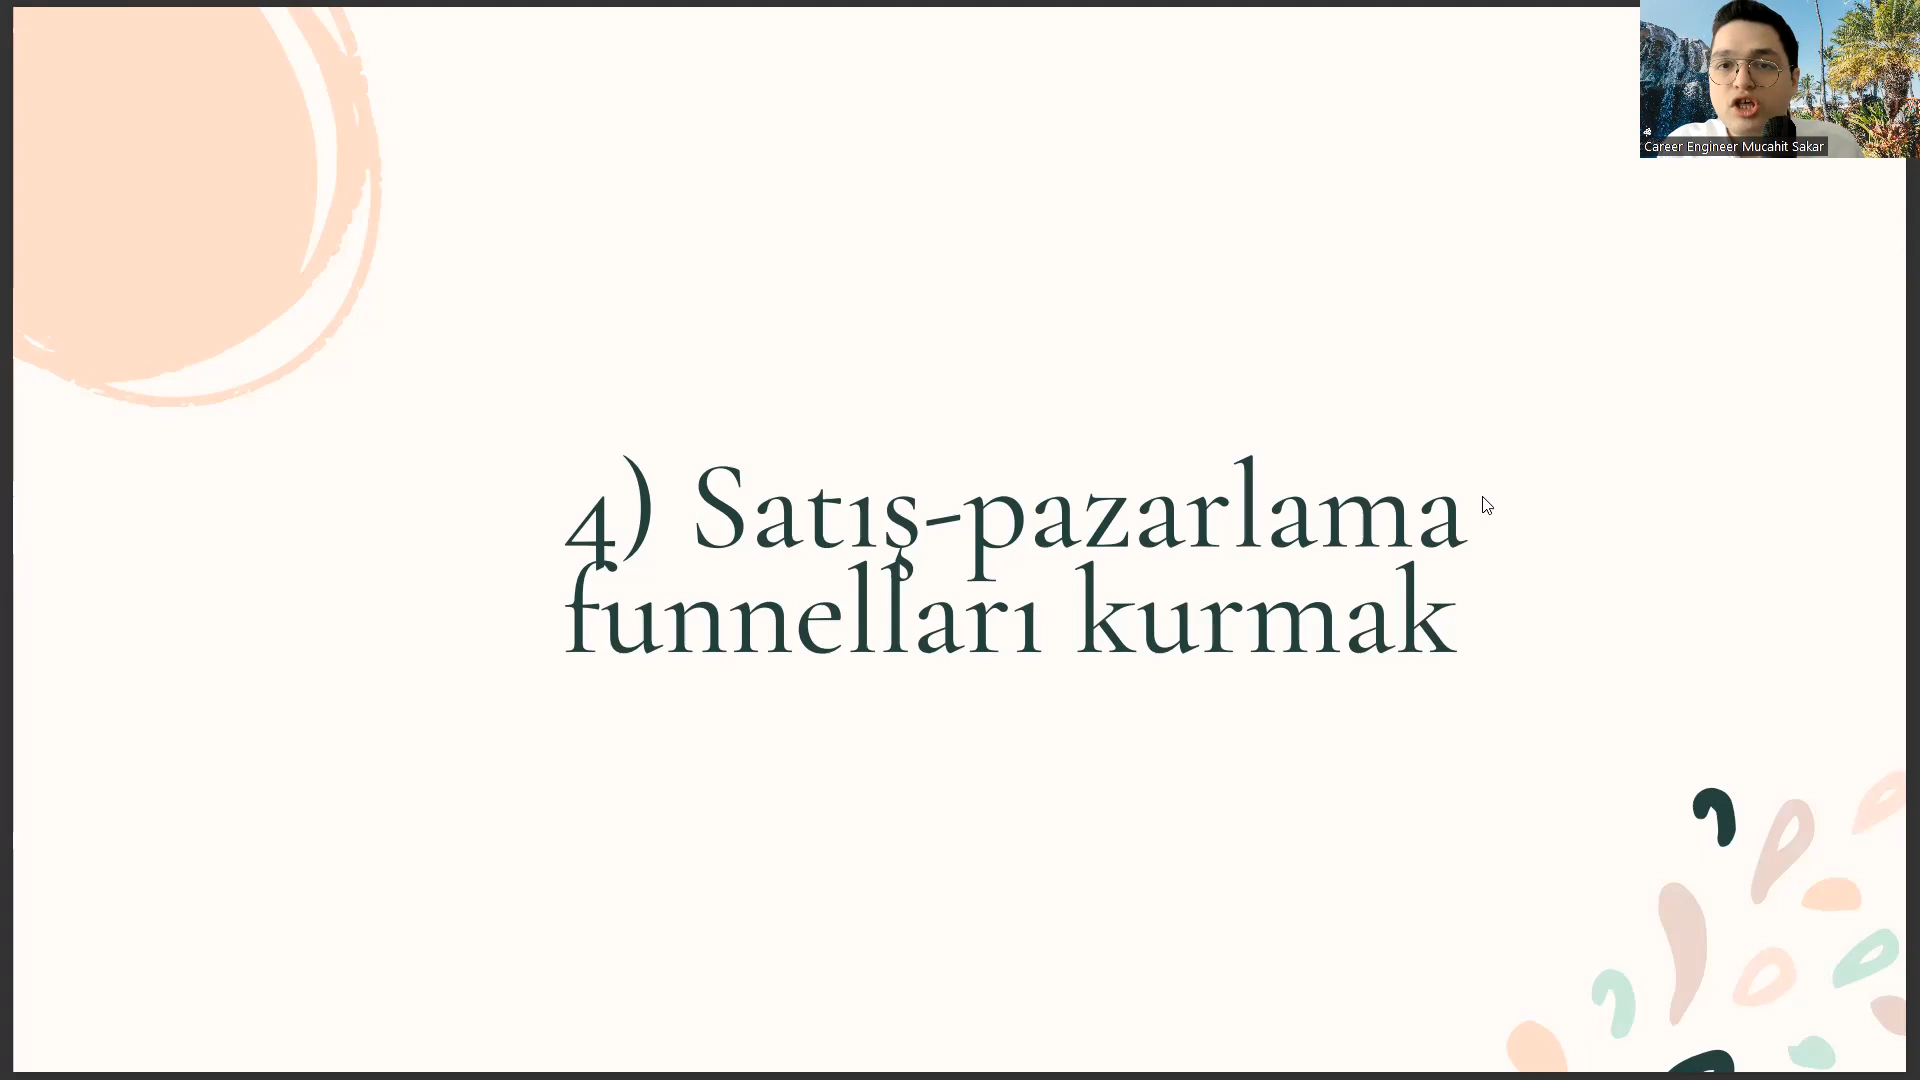 Career Engineer Mucahit Sakar
4) Satış-pazarlama
funnelları kurmak